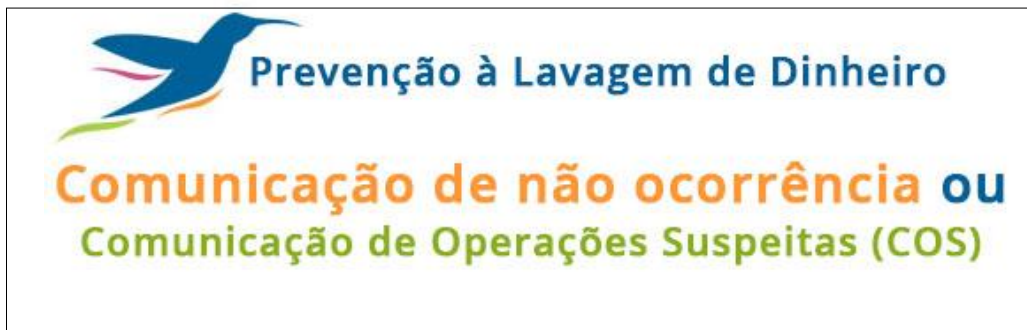 Prevenção à Lavagem de Dinheiro
Comunicação de não ocorrência ou
Comunicação de Operações Suspeitas (COS)